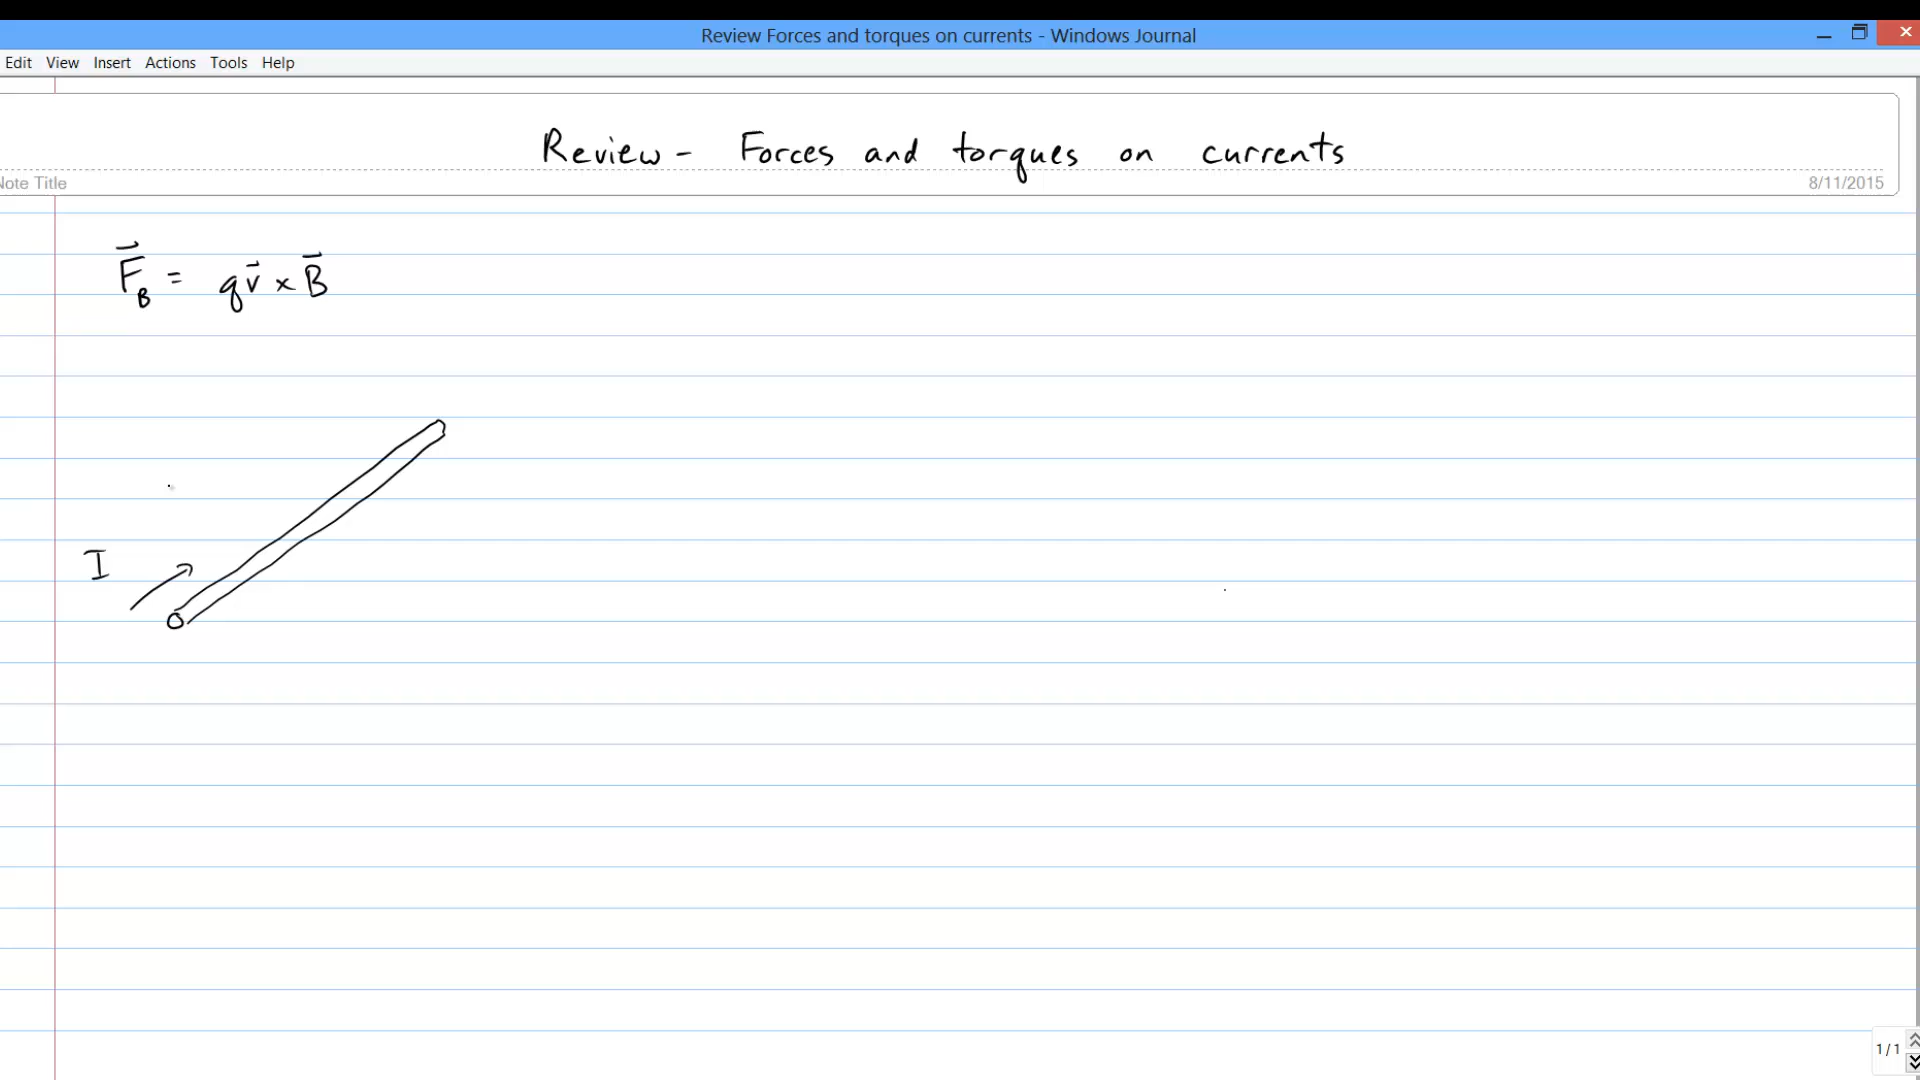 Review Forces and torques on currents - Windows Journal
Edit View Insert Actions Tools Help
Review - Forces and torques on currents
Note Title
8/11/2015
F⃗_B = qv⃗ × B⃗
I
1/1